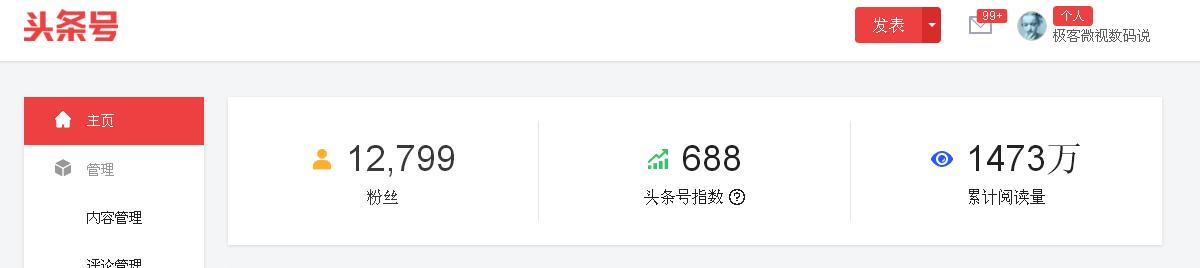 头条号
发表
99+
个人
极客微视数码说
主页
管理
内容管理
评论管理
12,799
粉丝
688
头条号指数 ?
1473万
累计阅读量